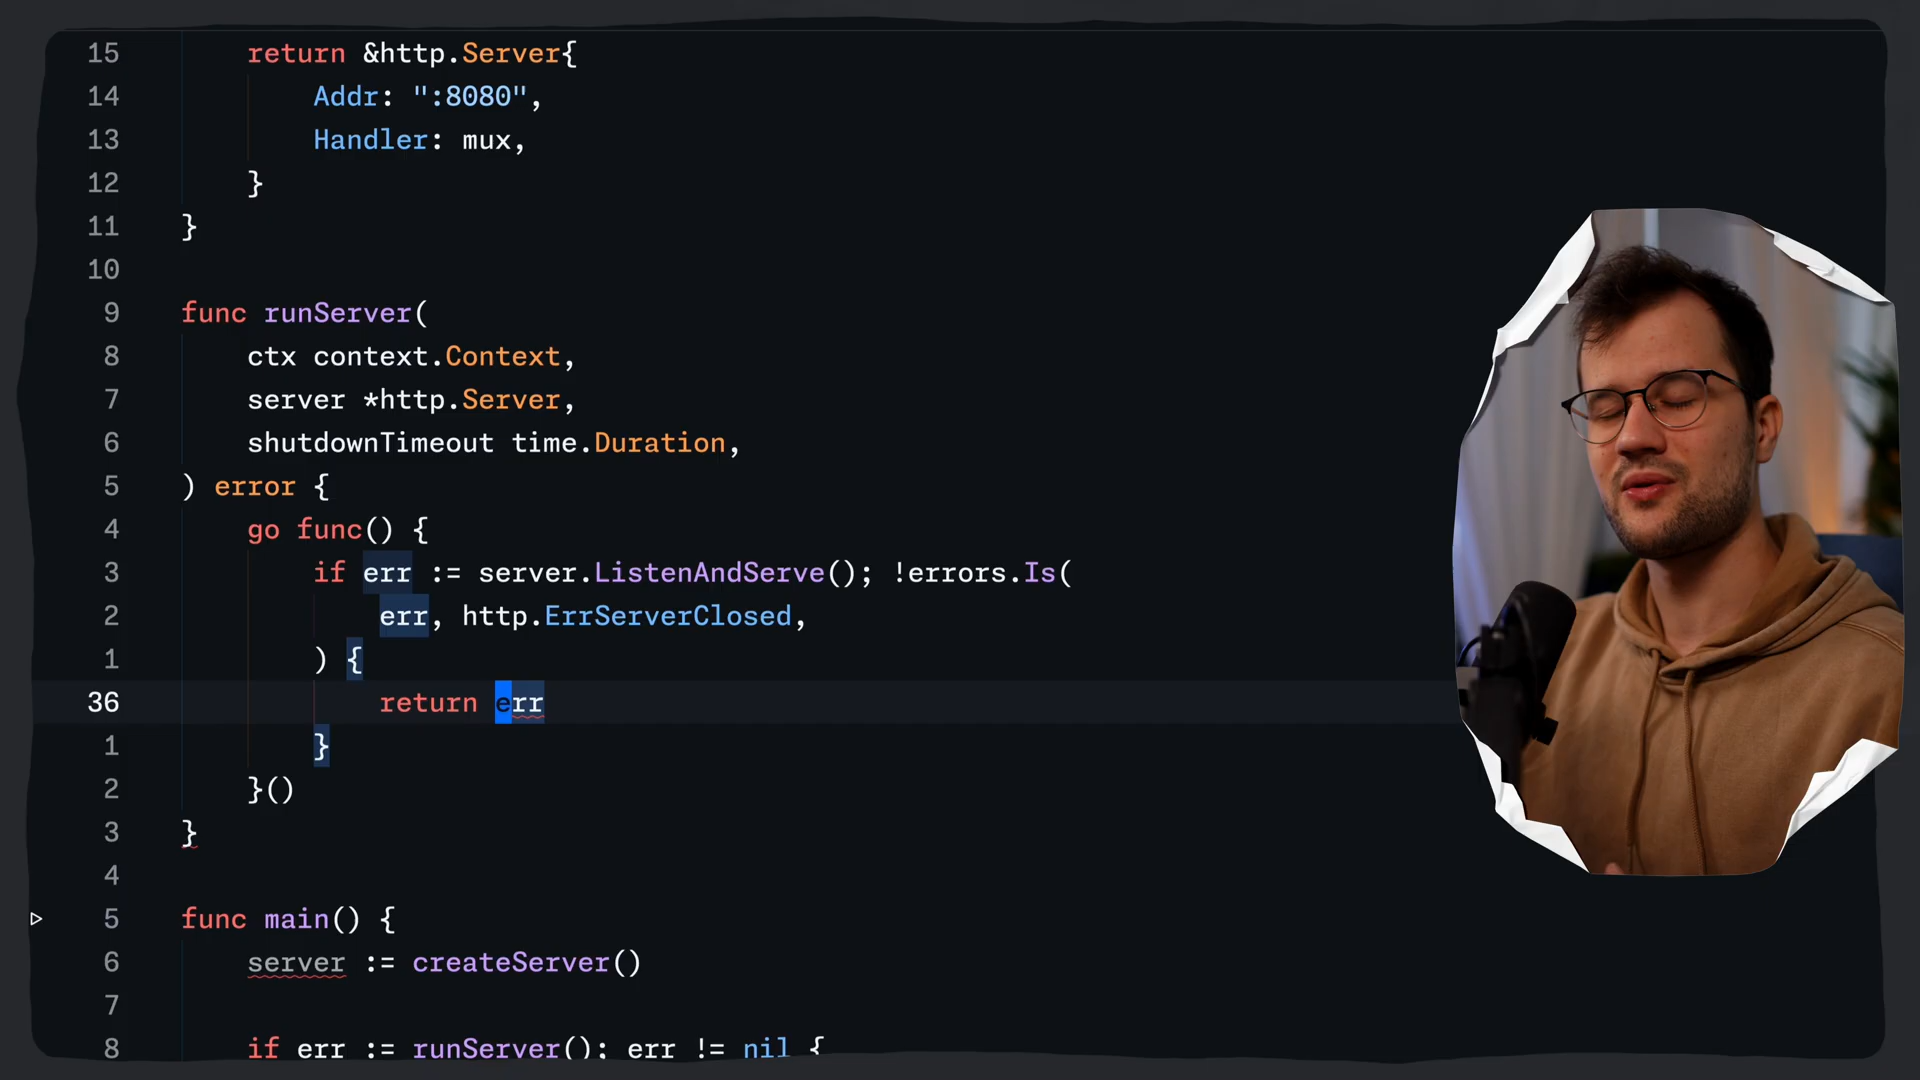 15 return &http.Server{
14 Addr: ":8080",
13 Handler: mux,
12 }
11 }
10
9 func runServer(
8 ctx context.Context,
7 server *http.Server,
6 shutdownTimeout time.Duration,
5 ) error {
4 go func() {
3 if err := server.ListenAndServe(); !errors.Is(
2 err, http.ErrServerClosed,
1 ) {
36 return err
1 }
2 }()
3 }
4
5 func main() {
6 server := createServer()
7
8 if err := runServer(); err != nil {